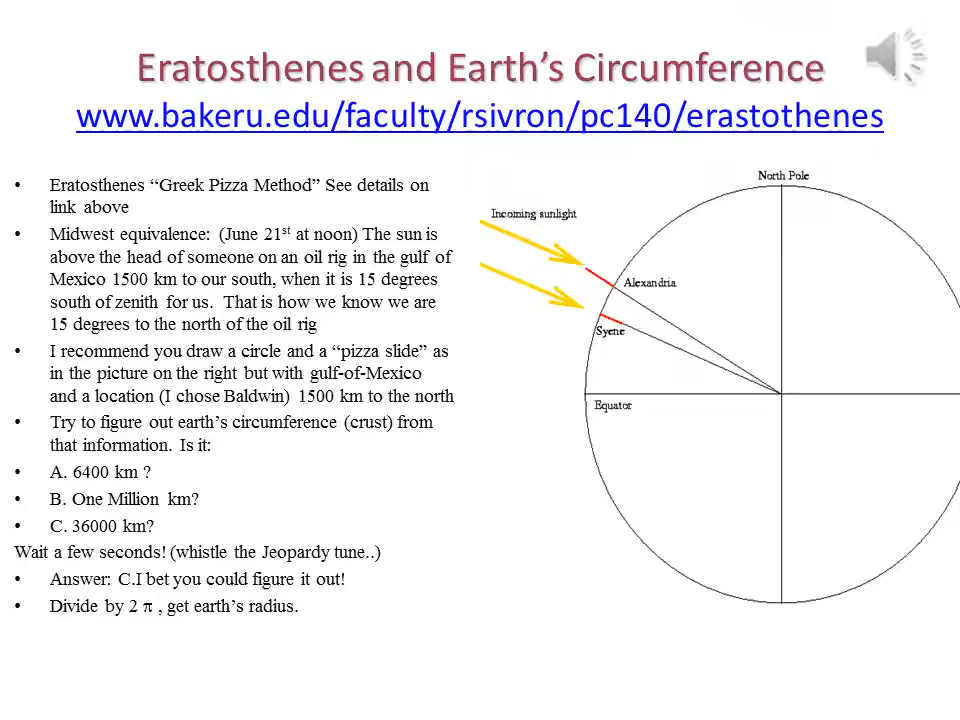 Eratosthenes and Earth's Circumference
www.bakeru.edu/faculty/rsivron/pc140/erastothenes
• Eratosthenes “Greek Pizza Method” See details on
link above
• Midwest equivalence: (June 21st at noon) The sun is
above the head of someone on an oil rig in the gulf of
Mexico 1500 km to our south, when it is 15 degrees
south of zenith for us. That is how we know we are
15 degrees to the north of the oil rig
• I recommend you draw a circle and a “pizza slide” as
in the picture on the right but with gulf-of-Mexico
and a location (I chose Baldwin) 1500 km to the north
• Try to figure out earth’s circumference (crust) from
that information. Is it:
• A. 6400 km ?
• B. One Million km?
• C. 36000 km?
Wait a few seconds! (whistle the Jeopardy tune..)
• Answer: C.I bet you could figure it out!
• Divide by 2 π , get earth’s radius.
North Pole
Incoming sunlight
Alexandria
Syene
Equator